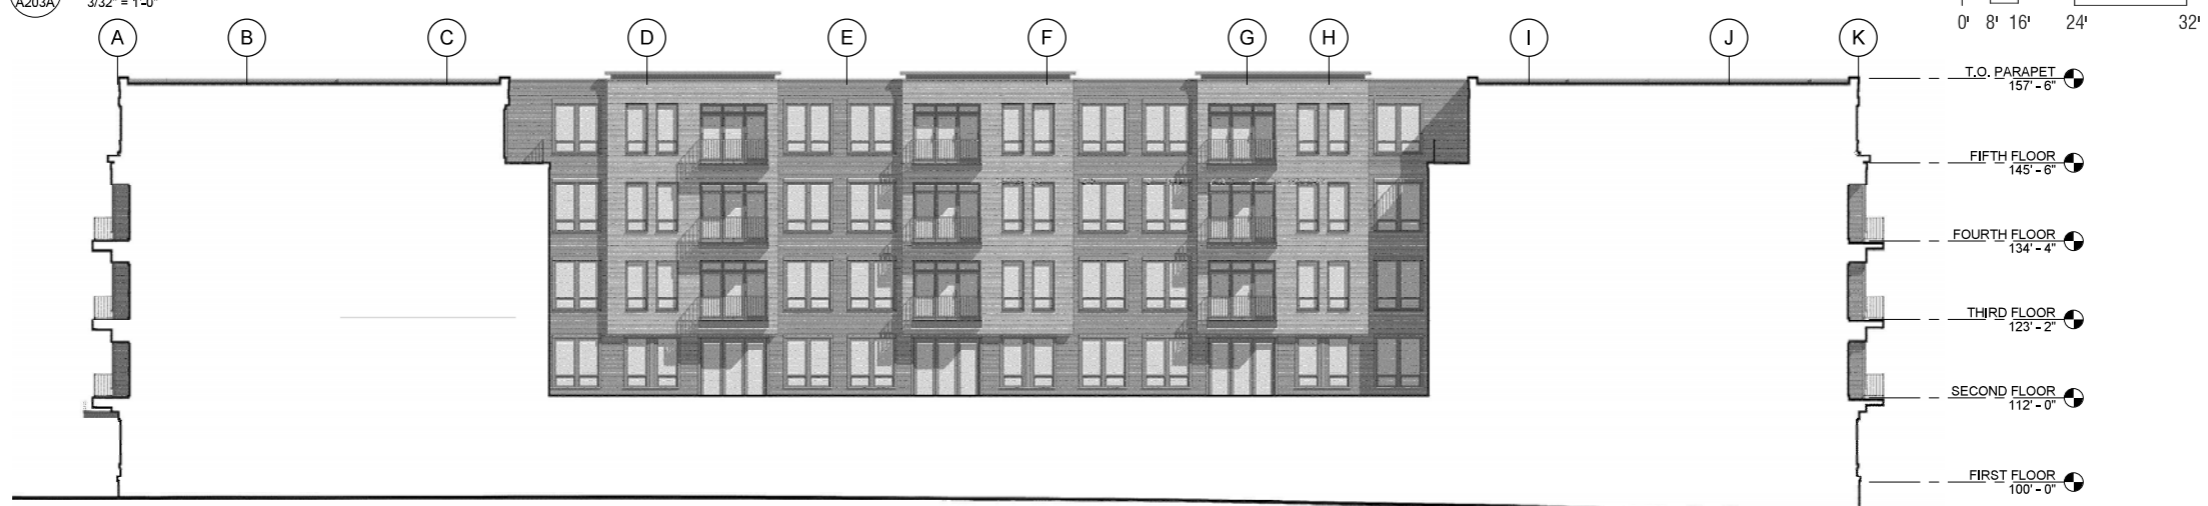 A203A
3/32" = 1'-0"
0' 8' 16' 24' 32'
A B C D E F G H I J K
T.O. PARAPET
157' - 6"
FIFTH FLOOR
145' - 6"
FOURTH FLOOR
134' - 4"
THIRD FLOOR
123' - 2"
SECOND FLOOR
112' - 0"
FIRST FLOOR
100' - 0"